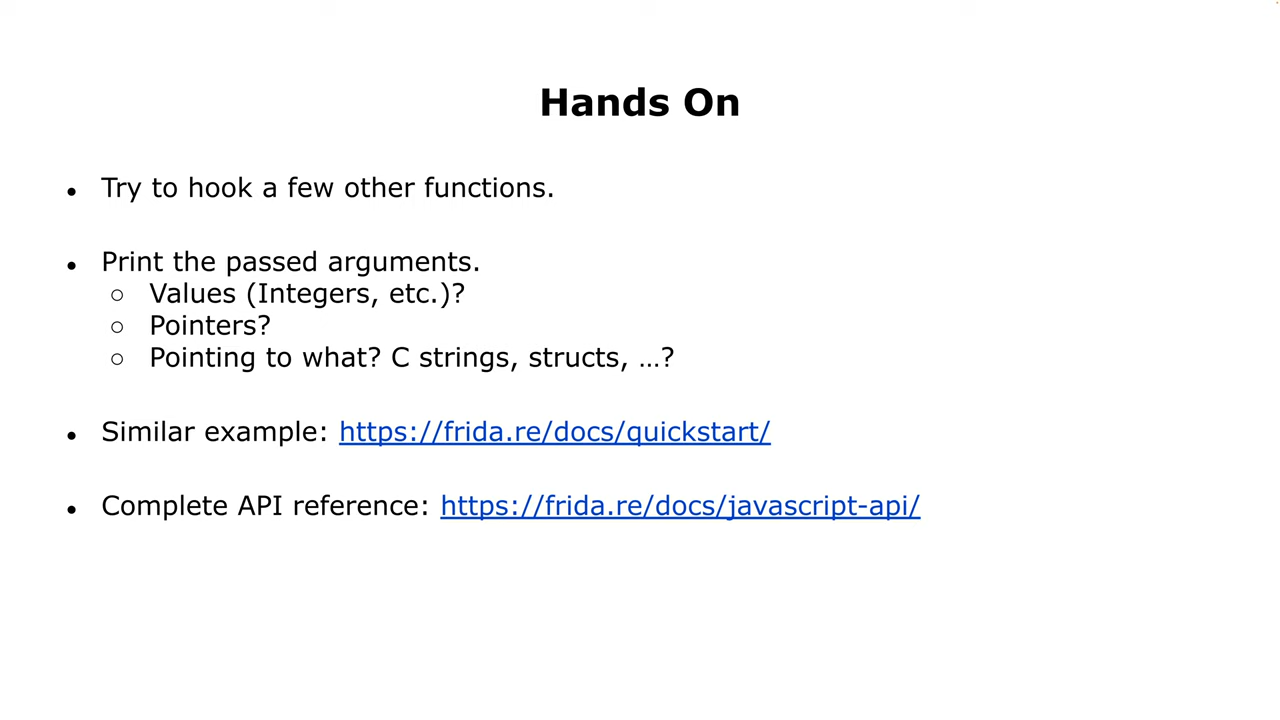 Hands On
● Try to hook a few other functions.
● Print the passed arguments.
○ Values (Integers, etc.)?
○ Pointers?
○ Pointing to what? C strings, structs, …?
● Similar example: https://frida.re/docs/quickstart/
● Complete API reference: https://frida.re/docs/javascript-api/